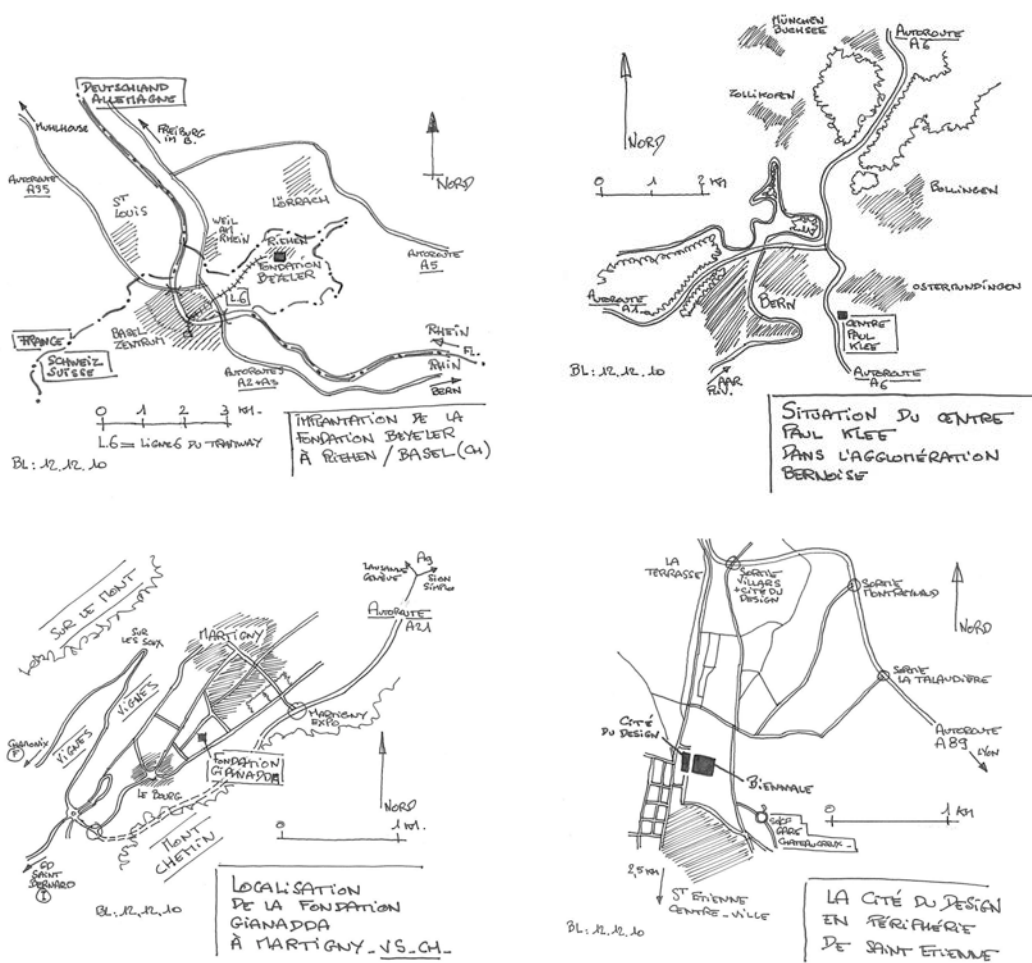 DEUTSCHLAND
ALLEMAGNE
MUHLHOUSE
FREIBURG
IM B.
NORD
AUTOROUTE
A35
ST
LOUIS
WEIL
AM
RHEIN
LÖRRACH
RIEHEN
FONDATION
BEYELER
AUTOROUTE
A5
L.6
BASEL
ZENTRUM
FRANCE
SCHWEIZ
SUISSE
RHEIN
FL.
RHIN
AUTOROUTES
A2+A3
BERN
0 1 2 3 KM.
L.6 = LIGNE 6 DU TRAMWAY
BL: 12.12.10
IMPLANTATION DE LA
FONDATION BEYELER
À RIEHEN / BASEL (CH)
MÜNCHEN
BUCHSEE
AUTOROUTE
A6
ZOLLIKOFEN
NORD
0 1 2 KM
BOLLINGEN
AUTOROUTE
A1
BERN
OSTERMUNDINGEN
CENTRE
PAUL
KLEE
AAR
RIV.
AUTOROUTE
A6
BL: 12.12.10
SITUATION DU CENTRE
PAUL KLEE
DANS L'AGGLOMÉRATION
BERNOISE
SUR LE MONT
LAUSANNE
GENÈVE
A9
SION
SIMPLON
AUTOROUTE
A21
SUR
LES SCEX
MARTIGNY
VIGNES
VIGNES
CHAMONIX
F
MARTIGNY
EXPO
FONDATION
GIANADDA
LE BOURG
NORD
0 1 KM.
MONT
CHEMIN
GD
SAINT
BERNARD
I
BL: 12.12.10
LOCALISATION
DE LA FONDATION
GIANADDA
À MARTIGNY_VS_CH_
LA
TERRASSE
SORTIE
VILLARS
+ CITÉ DU
DESIGN
SORTIE
MONTREYNAUD
NORD
SORTIE
LA TALAUDIÈRE
AUTOROUTE
A89
LYON
CITÉ
DU DESIGN
BIENNALE
0 1 KM
GARE
CHATEAUCREUX
2,5 KM
ST ETIENNE
CENTRE_VILLE
BL: 12.12.10
LA CITÉ DU DESIGN
EN PÉRIPHÉRIE
DE SAINT ETIENNE